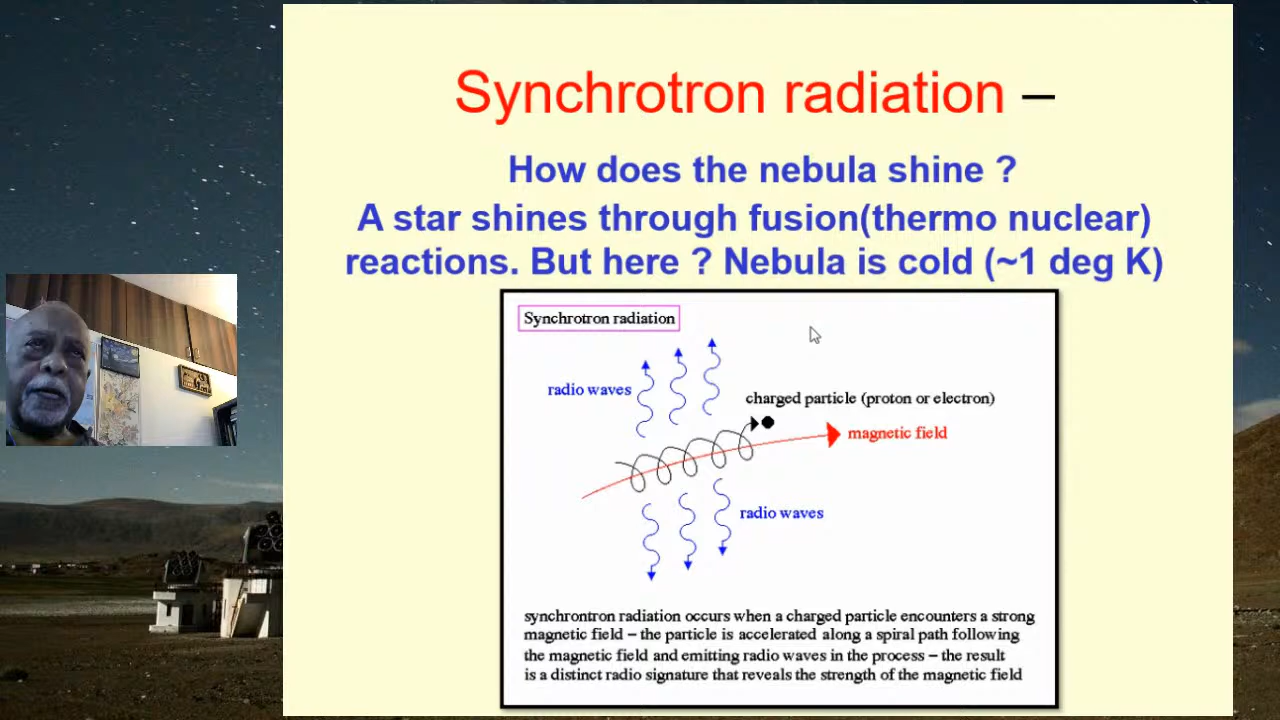 Synchrotron radiation –
How does the nebula shine ?
A star shines through fusion(thermo nuclear)
reactions. But here ? Nebula is cold (~1 deg K)
Synchrotron radiation
radio waves
charged particle (proton or electron)
magnetic field
radio waves
synchrontron radiation occurs when a charged particle encounters a strong
magnetic field – the particle is accelerated along a spiral path following
the magnetic field and emitting radio waves in the process – the result
is a distinct radio signature that reveals the strength of the magnetic field